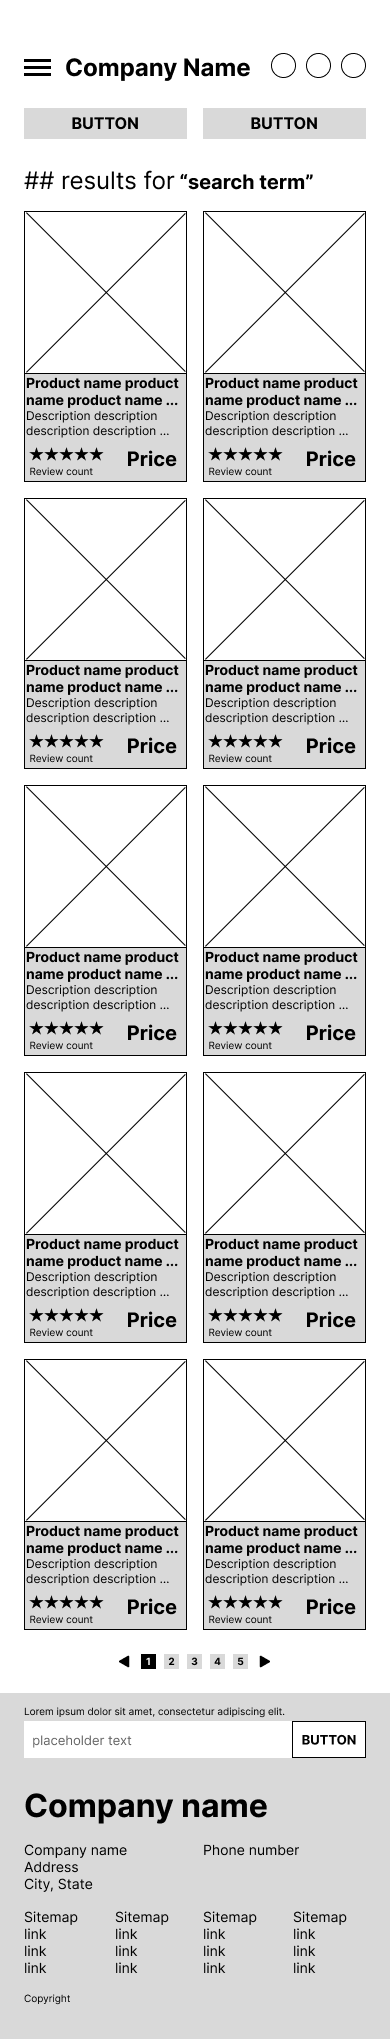 Company Name
BUTTON BUTTON
## results for “search term”
Product name product
name product name ...
Description description
description description ...
★★★★★ Price
Review count
Product name product
name product name ...
Description description
description description ...
★★★★★ Price
Review count
Product name product
name product name ...
Description description
description description ...
★★★★★ Price
Review count
Product name product
name product name ...
Description description
description description ...
★★★★★ Price
Review count
Product name product
name product name ...
Description description
description description ...
★★★★★ Price
Review count
Product name product
name product name ...
Description description
description description ...
★★★★★ Price
Review count
Product name product
name product name ...
Description description
description description ...
★★★★★ Price
Review count
Product name product
name product name ...
Description description
description description ...
★★★★★ Price
Review count
Product name product
name product name ...
Description description
description description ...
★★★★★ Price
Review count
Product name product
name product name ...
Description description
description description ...
★★★★★ Price
Review count
1 2 3 4 5
Lorem ipsum dolor sit amet, consectetur adipiscing elit.
placeholder text BUTTON
Company name
Company name
Address
City, State
Phone number
Sitemap
link
link
link
Sitemap
link
link
link
Sitemap
link
link
link
Sitemap
link
link
link
Copyright